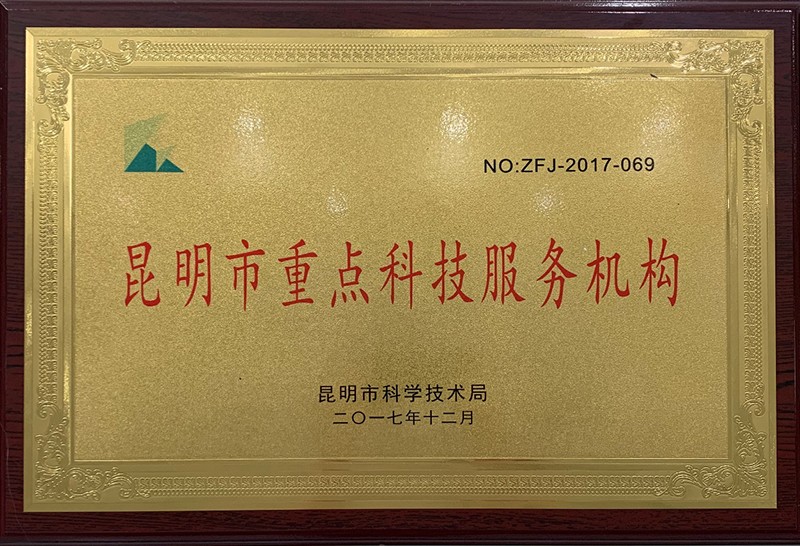 NO:ZFJ-2017-069
昆明市重点科技服务机构
昆明市科学技术局
二〇一七年十二月